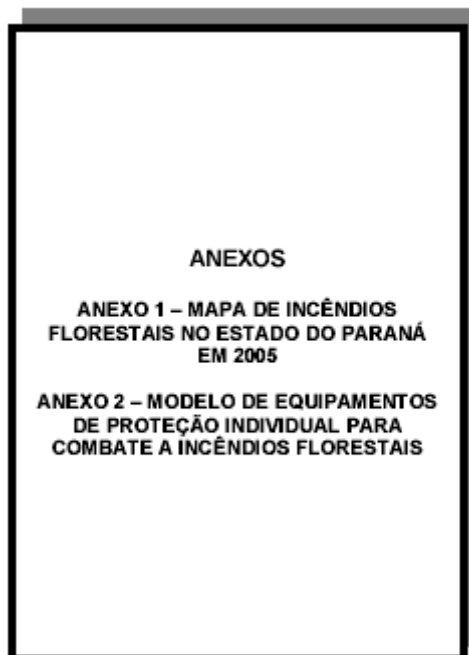 ANEXOS
ANEXO 1 – MAPA DE INCÊNDIOS
FLORESTAIS NO ESTADO DO PARANÁ
EM 2005
ANEXO 2 – MODELO DE EQUIPAMENTOS
DE PROTEÇÃO INDIVIDUAL PARA
COMBATE A INCÊNDIOS FLORESTAIS